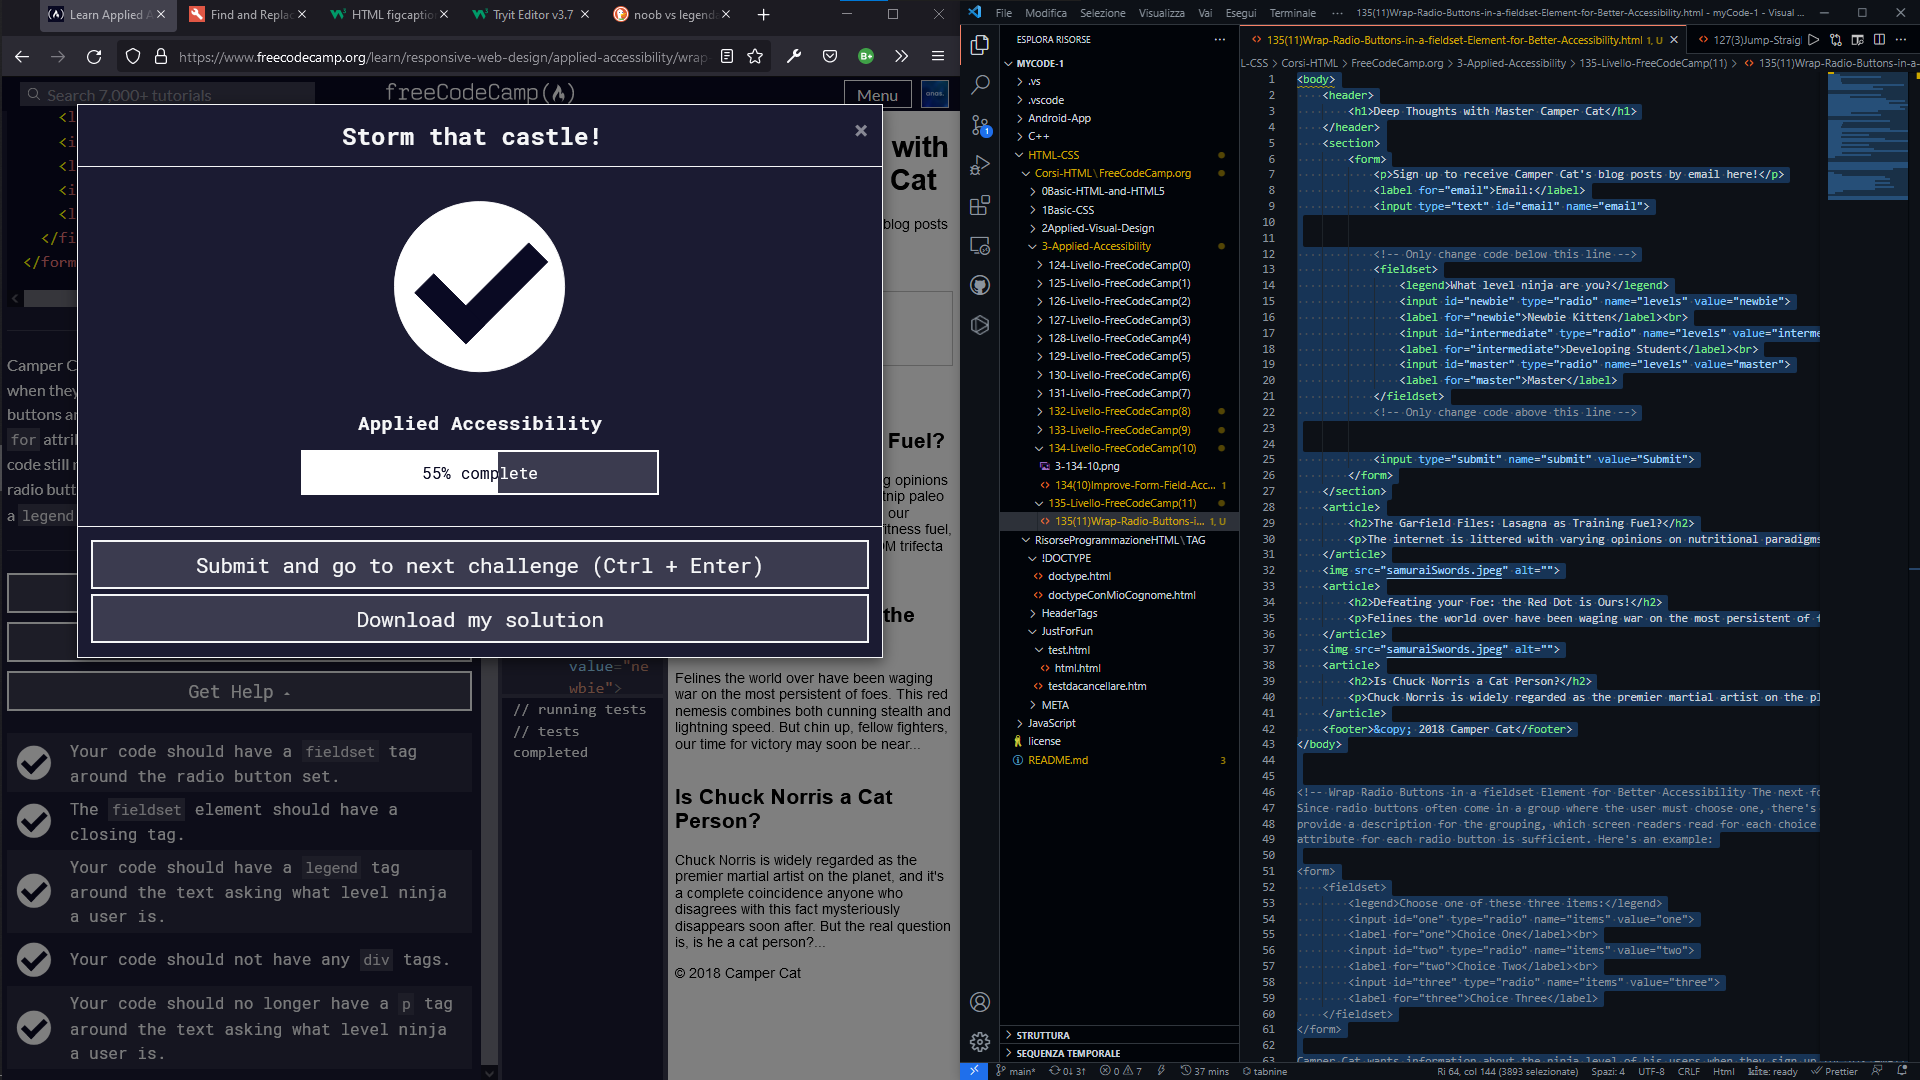 Learn Applied A
Find and Replac
HTML figcaption
Tryit Editor v3.7
noob vs legenda
https://www.freecodecamp.org/learn/responsive-web-design/applied-accessibility/wrap-
Search 7,000+ tutorials
freeCodeCamp
Menu
Storm that castle!
Applied Accessibility
55% complete
Submit and go to next challenge (Ctrl + Enter)
Download my solution
</form
Camper C
when they
buttons a
for attri
code still
radio butt
a legend
Get Help
Your code should have a fieldset tag
around the radio button set.
The fieldset element should have a
closing tag.
Your code should have a legend tag
around the text asking what level ninja
a user is.
Your code should not have any div tags.
Your code should no longer have a p tag
around the text asking what level ninja
a user is.
value="ne
wbie">
// running tests
// tests
completed
with
Cat
blog posts
Fuel?
g opinions
tnip paleo
our
fitness fuel,
OM trifecta
the
Felines the world over have been waging
war on the most persistent of foes. This red
nemesis combines both cunning stealth and
lightning speed. But chin up, fellow fighters,
our time for victory may soon be near...
Is Chuck Norris a Cat
Person?
Chuck Norris is widely regarded as the
premier martial artist on the planet, and it's
a complete coincidence anyone who
disagrees with this fact mysteriously
disappears soon after. But the real question
is, is he a cat person?...
© 2018 Camper Cat
File Modifica Selezione Visualizza Vai Esegui Terminale ···
135(11)Wrap-Radio-Buttons-in-a-fieldset-Element-for-Better-Accessibility.html - myCode-1 - Visual ...
ESPLORA RISORSE
MYCODE-1
.vs
.vscode
Android-App
C++
HTML-CSS
Corsi-HTML\FreeCodeCamp.org
0Basic-HTML-and-HTML5
1Basic-CSS
2Applied-Visual-Design
3-Applied-Accessibility
124-Livello-FreeCodeCamp(0)
125-Livello-FreeCodeCamp(1)
126-Livello-FreeCodeCamp(2)
127-Livello-FreeCodeCamp(3)
128-Livello-FreeCodeCamp(4)
129-Livello-FreeCodeCamp(5)
130-Livello-FreeCodeCamp(6)
131-Livello-FreeCodeCamp(7)
132-Livello-FreeCodeCamp(8)
133-Livello-FreeCodeCamp(9)
134-Livello-FreeCodeCamp(10)
3-134-10.png
134(10)Improve-Form-Field-Acc... 1
135-Livello-FreeCodeCamp(11)
135(11)Wrap-Radio-Buttons-i... 1, U
RisorseProgrammazioneHTML\TAG
!DOCTYPE
doctype.html
doctypeConMioCognome.html
HeaderTags
JustForFun
test.html
html.html
testdacancellare.htm
META
JavaScript
license
README.md 3
STRUTTURA
SEQUENZA TEMPORALE
135(11)Wrap-Radio-Buttons-in-a-fieldset-Element-for-Better-Accessibility.html 1, U
127(3)Jump-Straig
L-CSS > Corsi-HTML > FreeCodeCamp.org > 3-Applied-Accessibility > 135-Livello-FreeCodeCamp(11) > 135(11)Wrap-Radio-Buttons-in-a-
1 <body>
2 <header>
3 <h1>Deep Thoughts with Master Camper Cat</h1>
4 </header>
5 <section>
6 <form>
7 <p>Sign up to receive Camper Cat's blog posts by email here!</p>
8 <label for="email">Email:</label>
9 <input type="text" id="email" name="email">
10
11
12 <!-- Only change code below this line -->
13 <fieldset>
14 <legend>What level ninja are you?</legend>
15 <input id="newbie" type="radio" name="levels" value="newbie">
16 <label for="newbie">Newbie Kitten</label><br>
17 <input id="intermediate" type="radio" name="levels" value="interme
18 <label for="intermediate">Developing Student</label><br>
19 <input id="master" type="radio" name="levels" value="master">
20 <label for="master">Master</label>
21 </fieldset>
22 <!-- Only change code above this line -->
23
24
25 <input type="submit" name="submit" value="Submit">
26 </form>
27 </section>
28 <article>
29 <h2>The Garfield Files: Lasagna as Training Fuel?</h2>
30 <p>The internet is littered with varying opinions on nutritional paradigms
31 </article>
32 <img src="samuraiSwords.jpeg" alt="">
33 <article>
34 <h2>Defeating your Foe: the Red Dot is Ours!</h2>
35 <p>Felines the world over have been waging war on the most persistent of f
36 </article>
37 <img src="samuraiSwords.jpeg" alt="">
38 <article>
39 <h2>Is Chuck Norris a Cat Person?</h2>
40 <p>Chuck Norris is widely regarded as the premier martial artist on the pl
41 </article>
42 <footer>&copy; 2018 Camper Cat</footer>
43 </body>
44
45
46 <!-- Wrap Radio Buttons in a fieldset Element for Better Accessibility The next fo
47 Since radio buttons often come in a group where the user must choose one, there's
48 provide a description for the grouping, which screen readers read for each choice
49 attribute for each radio button is sufficient. Here's an example:
50
51 <form>
52 <fieldset>
53 <legend>Choose one of these three items:</legend>
54 <input id="one" type="radio" name="items" value="one">
55 <label for="one">Choice One</label><br>
56 <input id="two" type="radio" name="items" value="two">
57 <label for="two">Choice Two</label><br>
58 <input id="three" type="radio" name="items" value="three">
59 <label for="three">Choice Three</label>
60 </fieldset>
61 </form>
62
63 Camper Cat wants information about the ninja level of his users when they sign up
main* 0↓ 3↑ 0 7 37 mins tabnine
Ri 64, col 144 (3893 selezionate) Spazi: 4 UTF-8 CRLF Html kite: ready Prettier